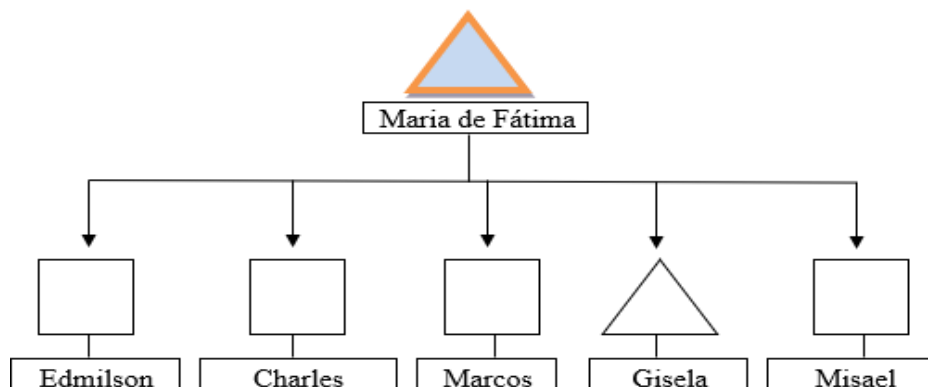 Maria de Fátima
Edmilson
Charles
Marcos
Gisela
Misael